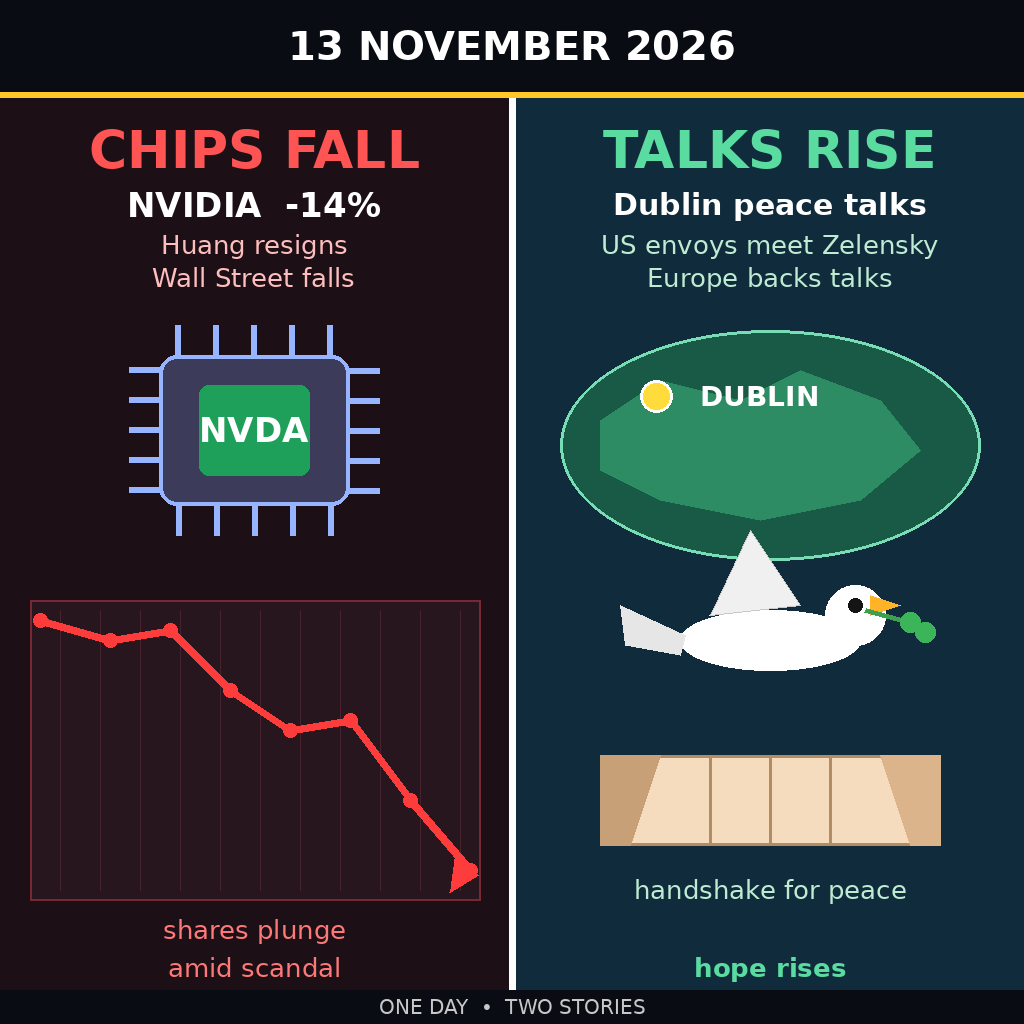 13 NOVEMBER 2026
CHIPS FALL
NVIDIA -14%
Huang resigns
Wall Street falls
NVDA
shares plunge
amid scandal
TALKS RISE
Dublin peace talks
US envoys meet Zelensky
Europe backs talks
DUBLIN
handshake for peace
hope rises
ONE DAY • TWO STORIES